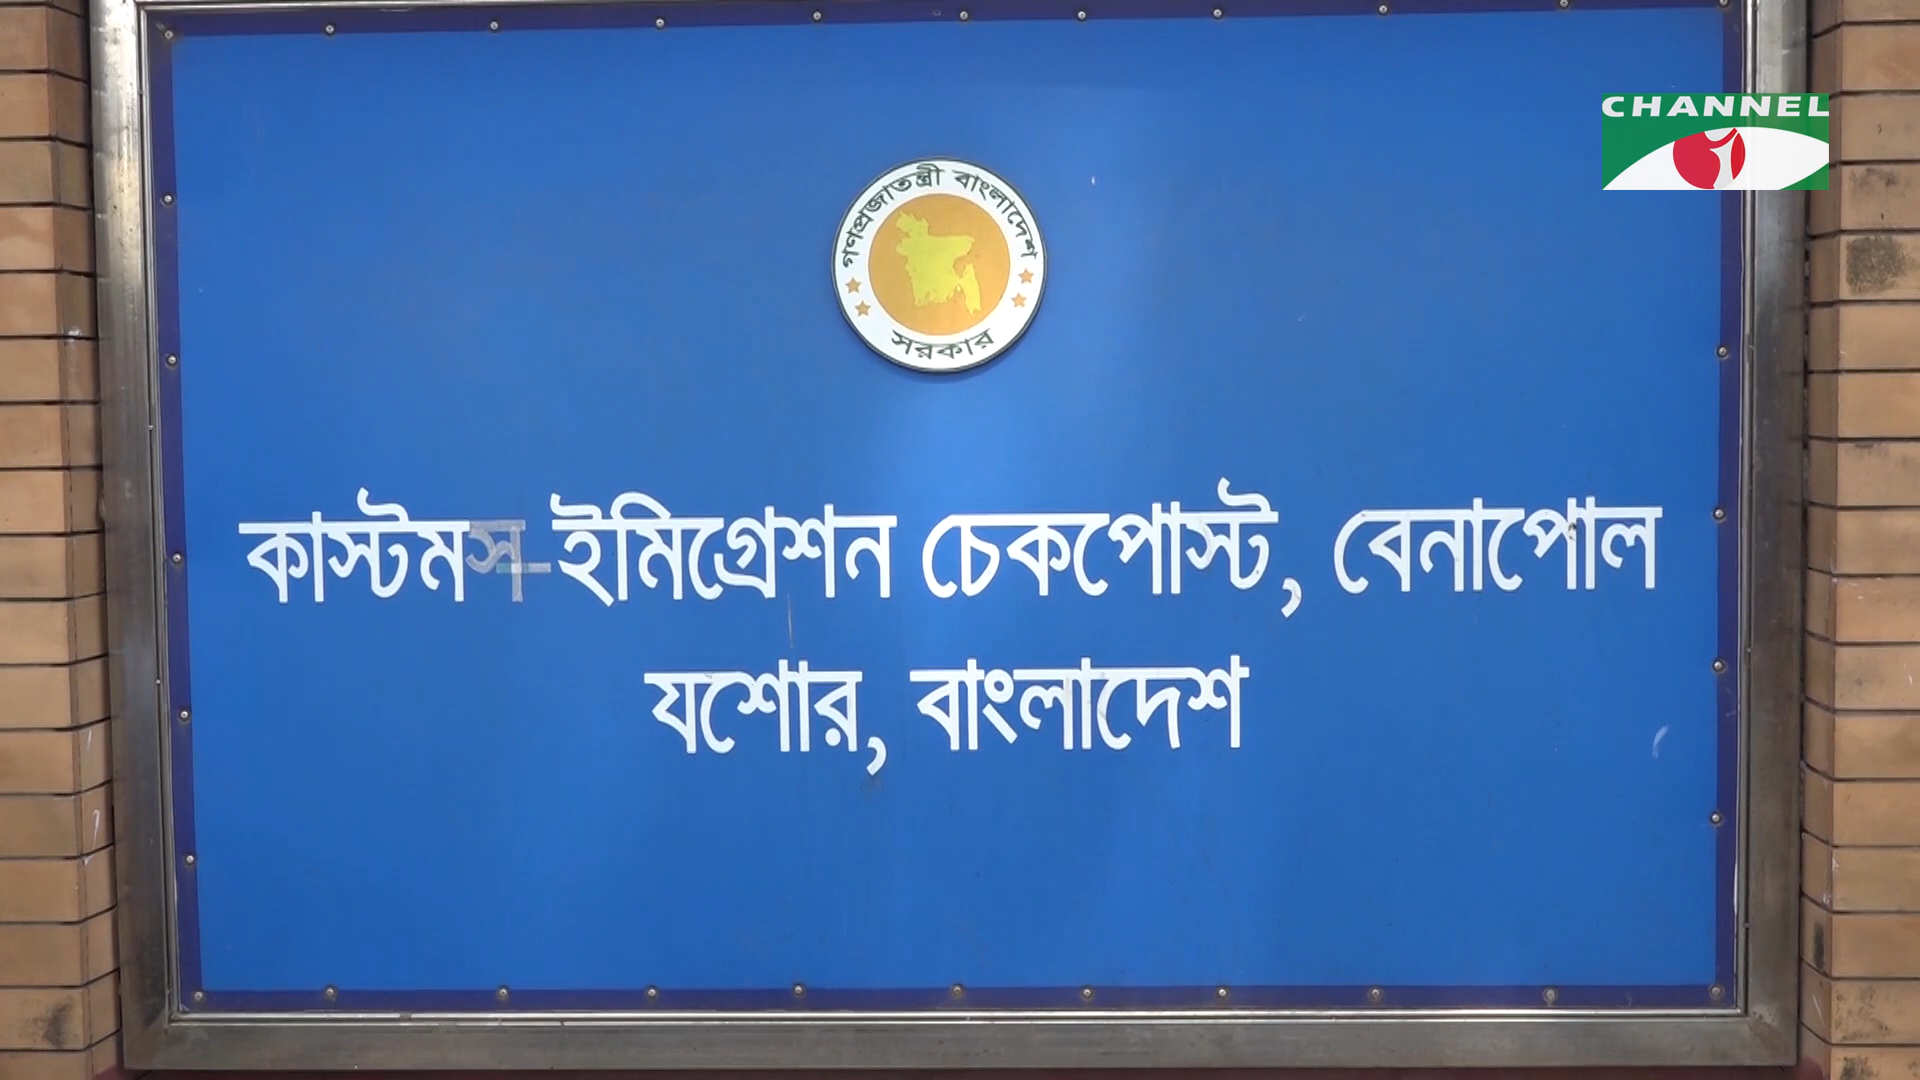 CHANNEL
গণপ্রজাতন্ত্রী বাংলাদেশ
সরকার
কাস্টমস-ইমিগ্রেশন চেকপোস্ট, বেনাপোল
যশোর, বাংলাদেশ